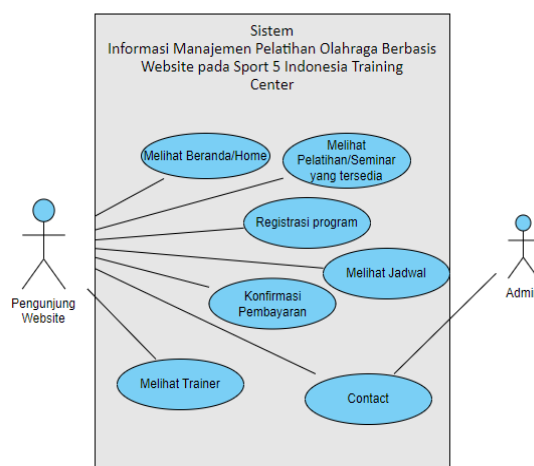 Sistem
Informasi Manajemen Pelatihan Olahraga Berbasis
Website pada Sport 5 Indonesia Training
Center
Melihat Beranda/Home
Melihat
Pelatihan/Seminar
yang tersedia
Registrasi program
Melihat Jadwal
Konfirmasi
Pembayaran
Pengunjung
Website
Admi
Melihat Trainer
Contact